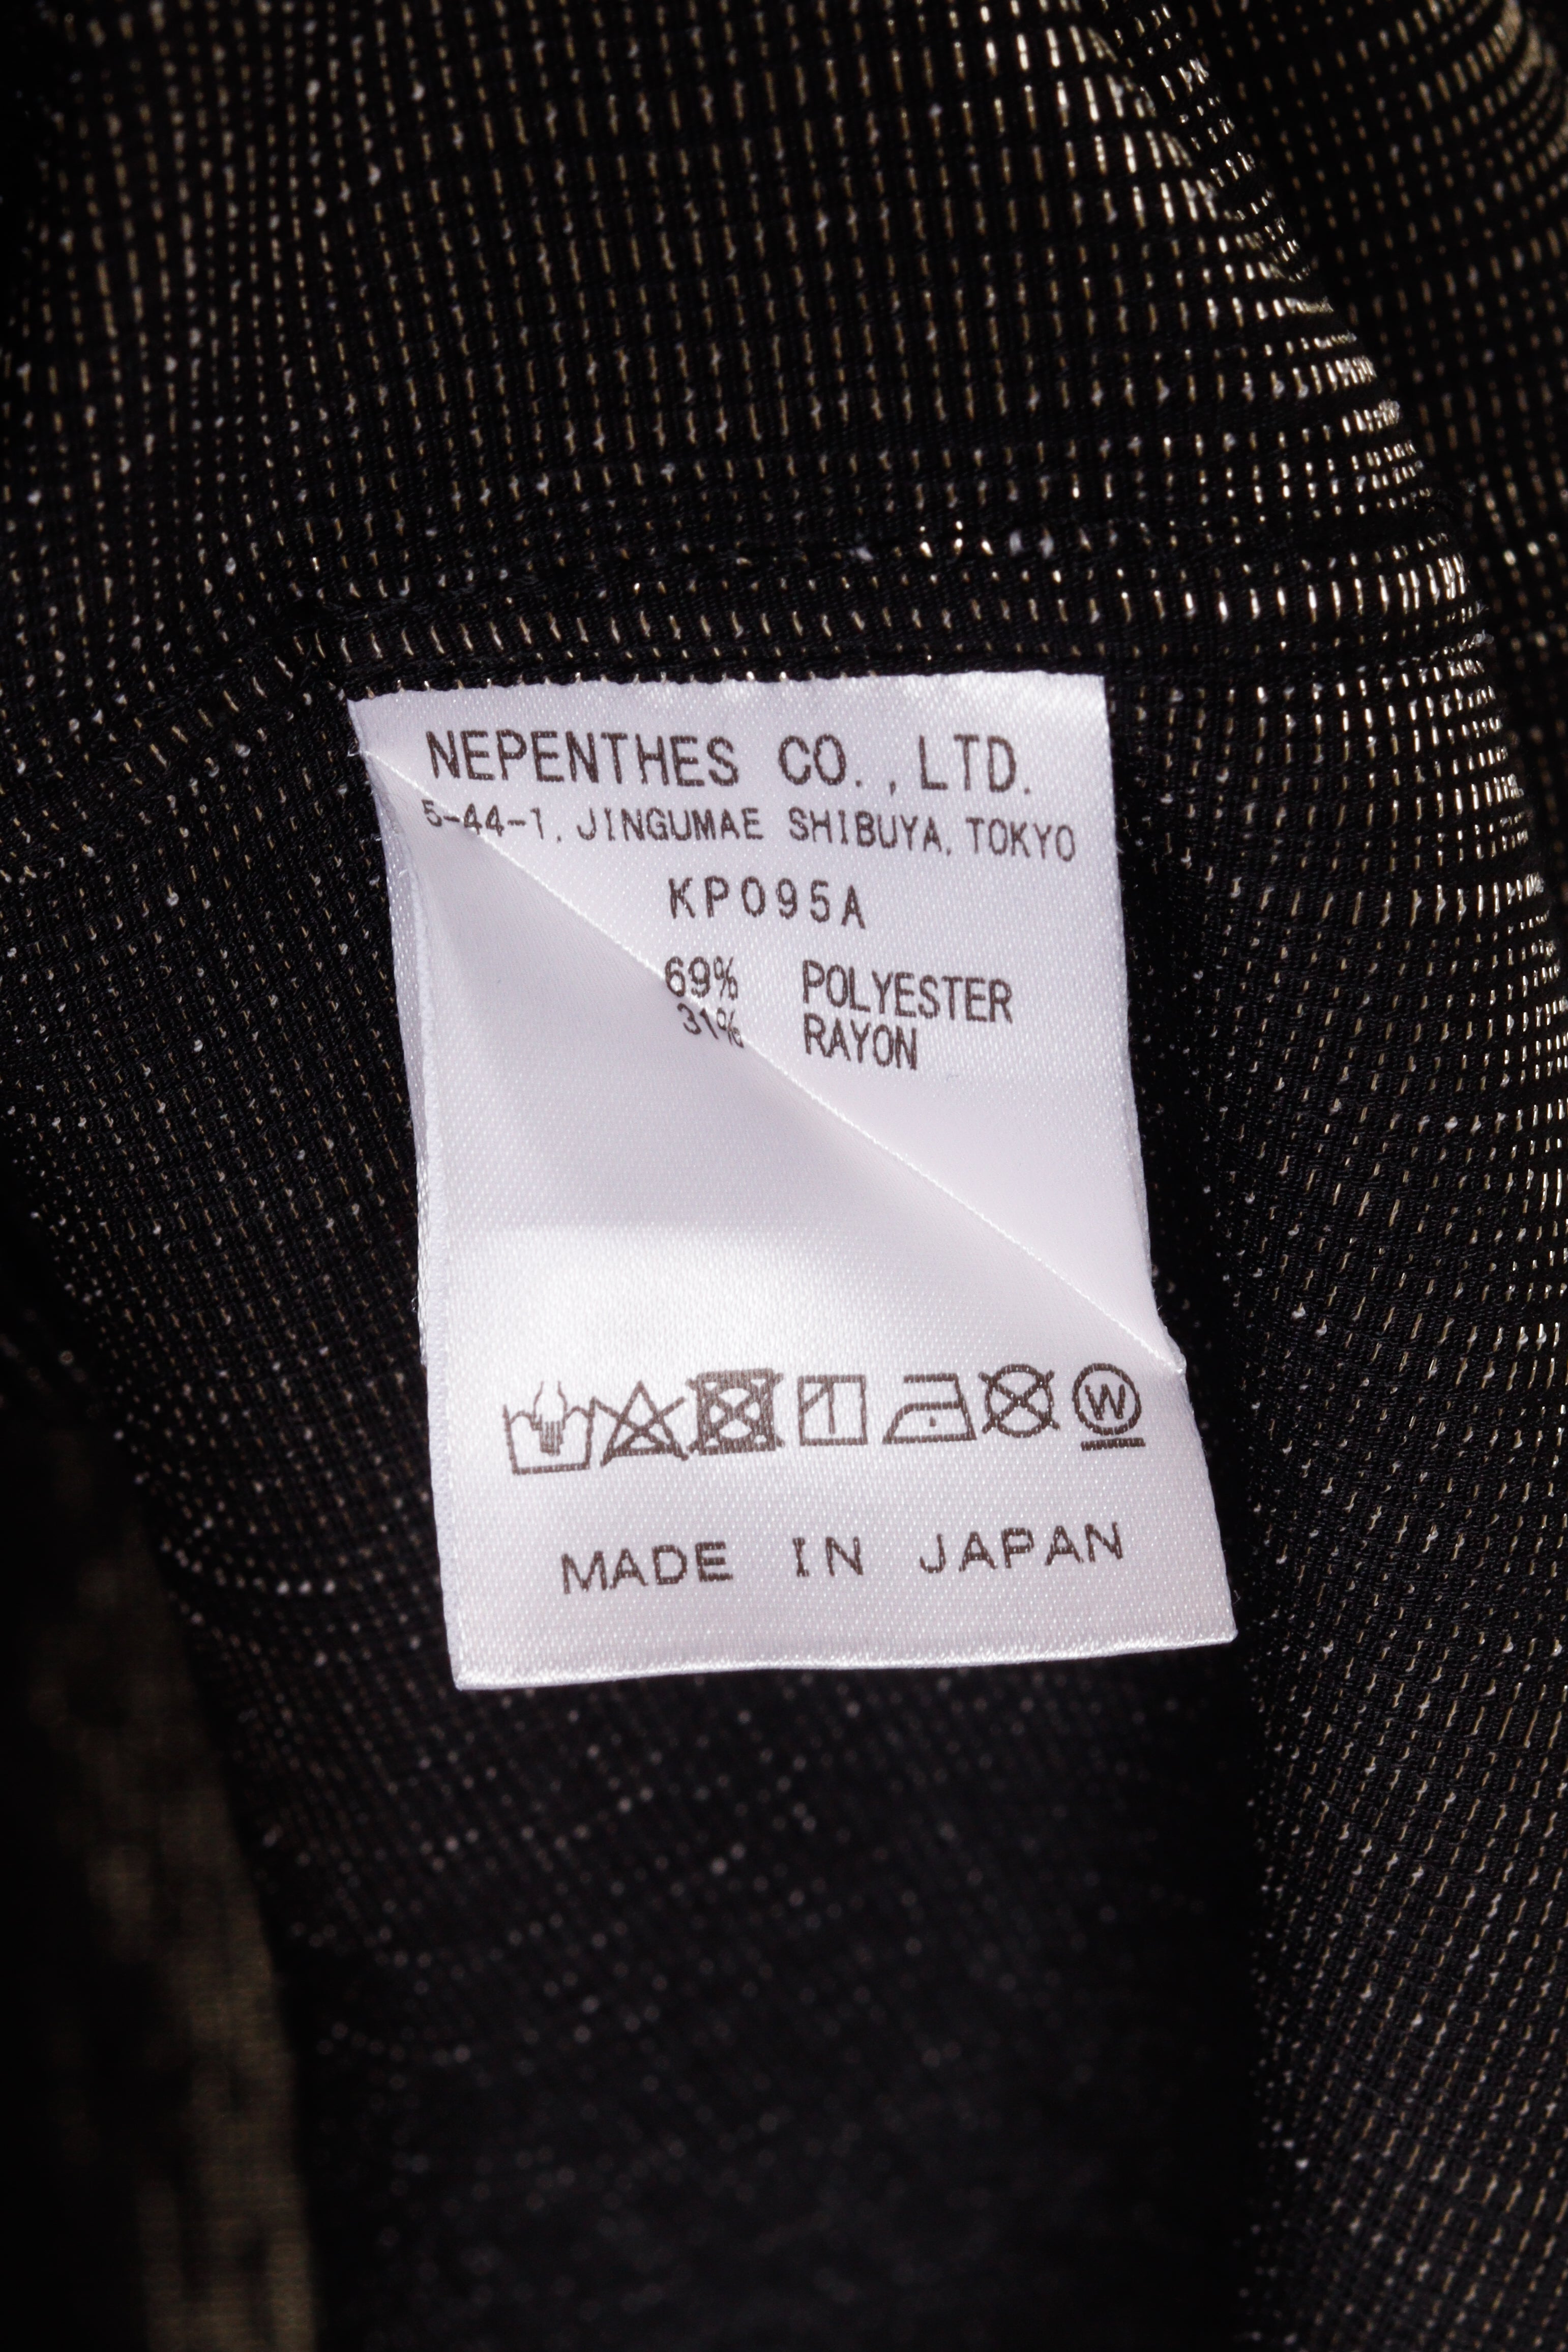 NEPENTHES CO.,LTD.
5-44-1, JINGUMAE SHIBUYA, TOKYO
KP095A
69% POLYESTER
31% RAYON
W
MADE IN JAPAN